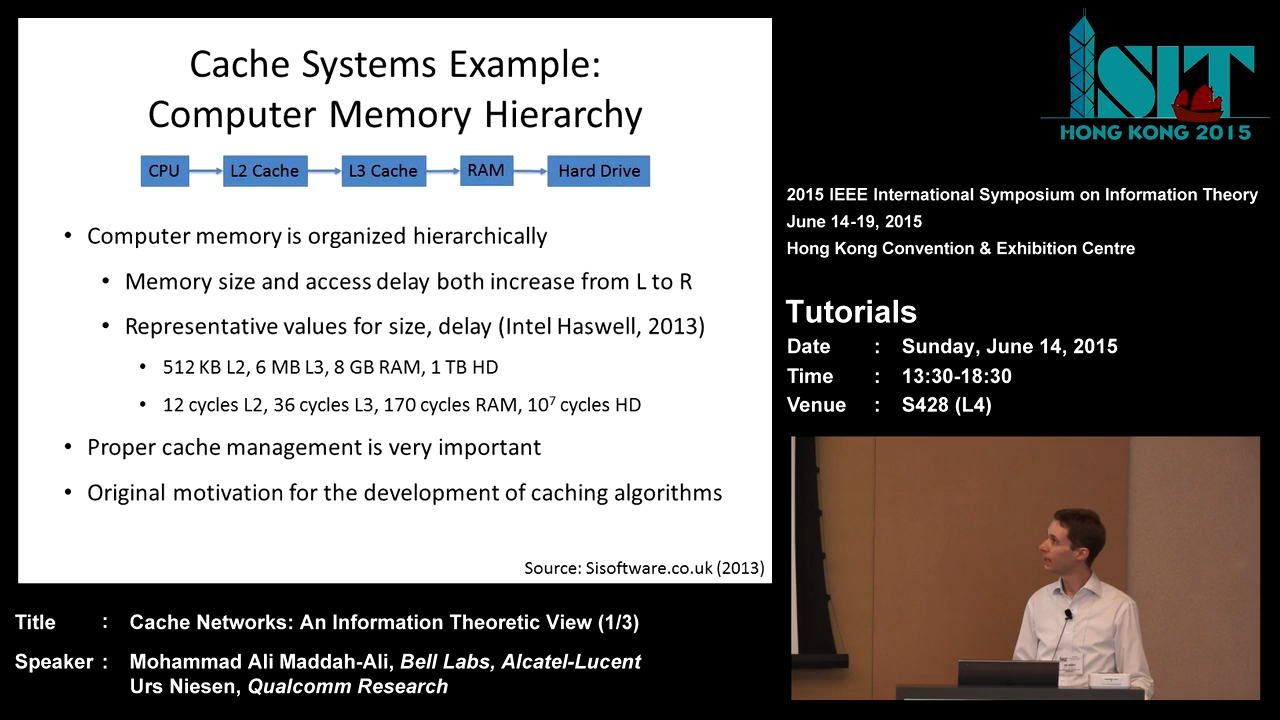 Cache Systems Example:
Computer Memory Hierarchy
CPU
L2 Cache
L3 Cache
RAM
Hard Drive
• Computer memory is organized hierarchically
• Memory size and access delay both increase from L to R
• Representative values for size, delay (Intel Haswell, 2013)
• 512 KB L2, 6 MB L3, 8 GB RAM, 1 TB HD
• 12 cycles L2, 36 cycles L3, 170 cycles RAM, 10⁷ cycles HD
• Proper cache management is very important
• Original motivation for the development of caching algorithms
Source: Sisoftware.co.uk (2013)
ISIT
HONG KONG 2015
2015 IEEE International Symposium on Information Theory
June 14-19, 2015
Hong Kong Convention & Exhibition Centre
Tutorials
Date : Sunday, June 14, 2015
Time : 13:30-18:30
Venue : S428 (L4)
Title : Cache Networks: An Information Theoretic View (1/3)
Speaker : Mohammad Ali Maddah-Ali, Bell Labs, Alcatel-Lucent
Urs Niesen, Qualcomm Research